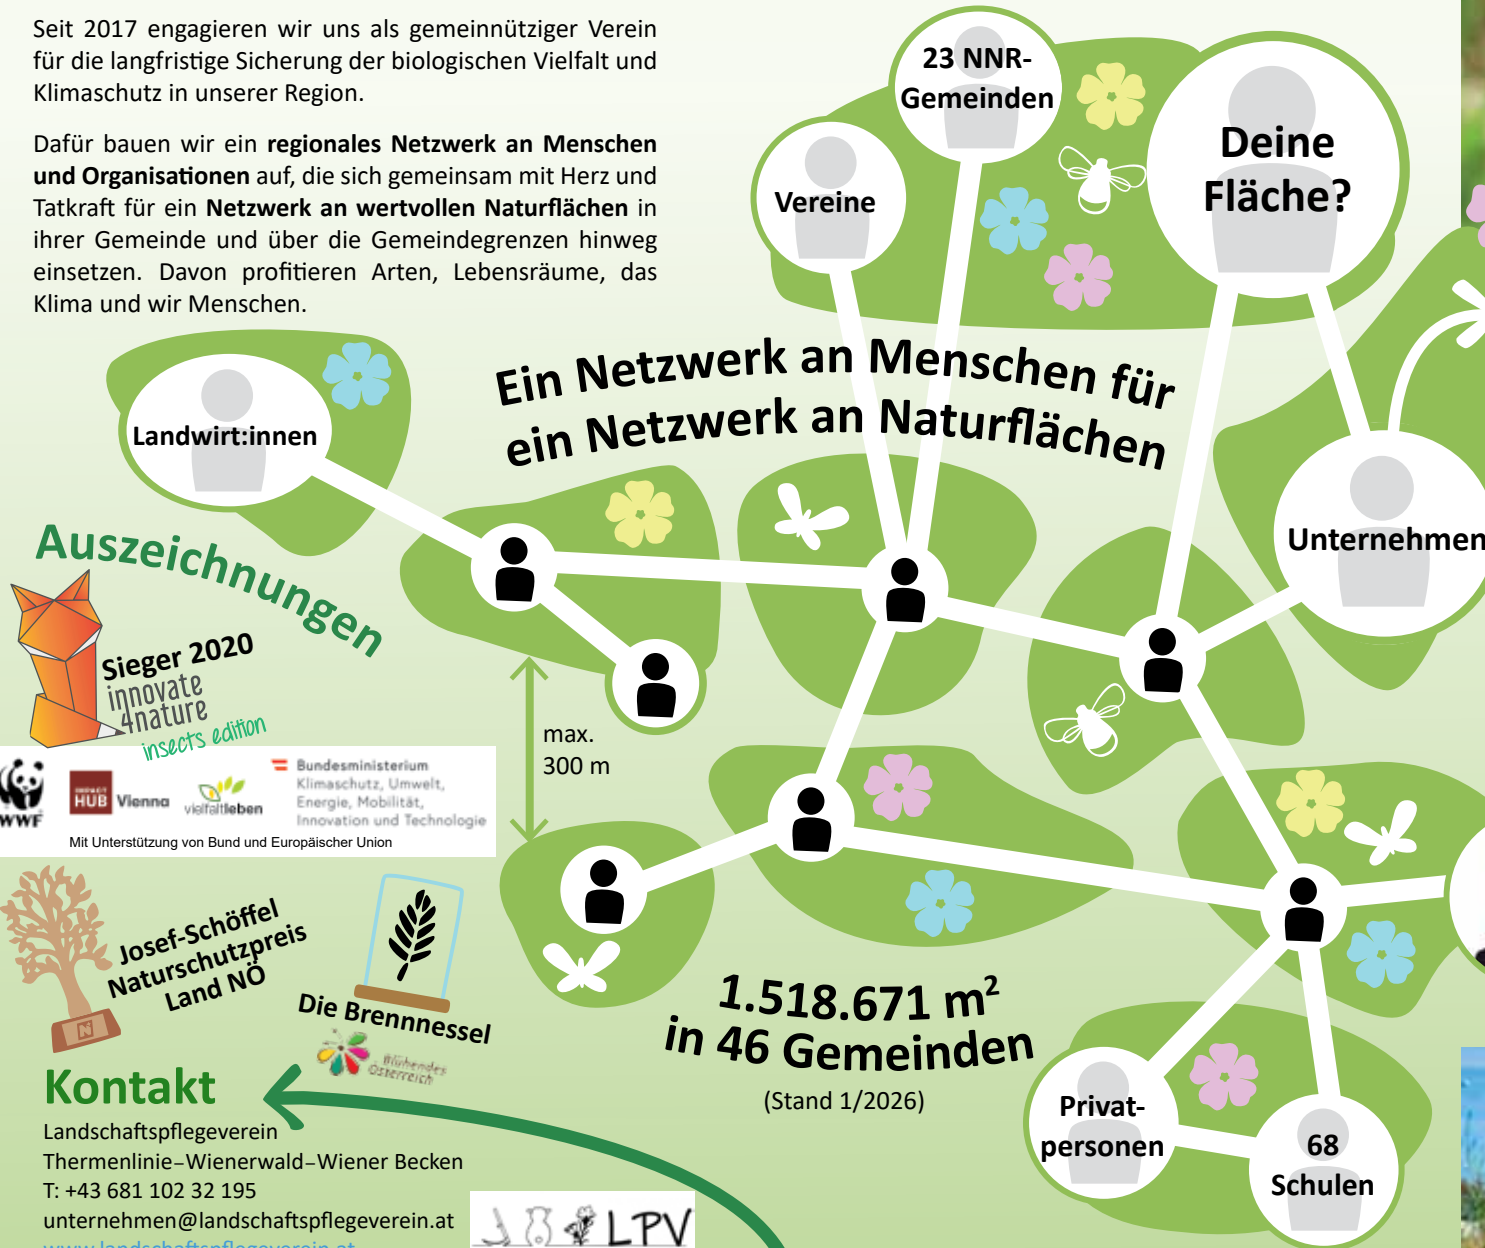 Seit 2017 engagieren wir uns als gemeinnütziger Verein
für die langfristige Sicherung der biologischen Vielfalt und
Klimaschutz in unserer Region.
Dafür bauen wir ein regionales Netzwerk an Menschen
und Organisationen auf, die sich gemeinsam mit Herz und
Tatkraft für ein Netzwerk an wertvollen Naturflächen in
ihrer Gemeinde und über die Gemeindegrenzen hinweg
einsetzen. Davon profitieren Arten, Lebensräume, das
Klima und wir Menschen.
23 NNR-
Gemeinden
Vereine
Deine
Fläche?
Ein Netzwerk an Menschen für
ein Netzwerk an Naturflächen
Landwirt:innen
Unternehmen
Auszeichnungen
Sieger 2020
innovate
4nature
insects edition
max.
300 m
WWF
HUB Vienna
vielfaltleben
Bundesministerium
Klimaschutz, Umwelt,
Energie, Mobilität,
Innovation und Technologie
Mit Unterstützung von Bund und Europäischer Union
Josef-Schöffel
Naturschutzpreis
Land NÖ
N
Die Brennnessel
Blühendes
Österreich
1.518.671 m²
in 46 Gemeinden
(Stand 1/2026)
Privat-
personen
68
Schulen
Kontakt
Landschaftspflegeverein
Thermenlinie–Wienerwald–Wiener Becken
T: +43 681 102 32 195
unternehmen@landschaftspflegeverein.at
www.landschaftspflegeverein.at
LPV